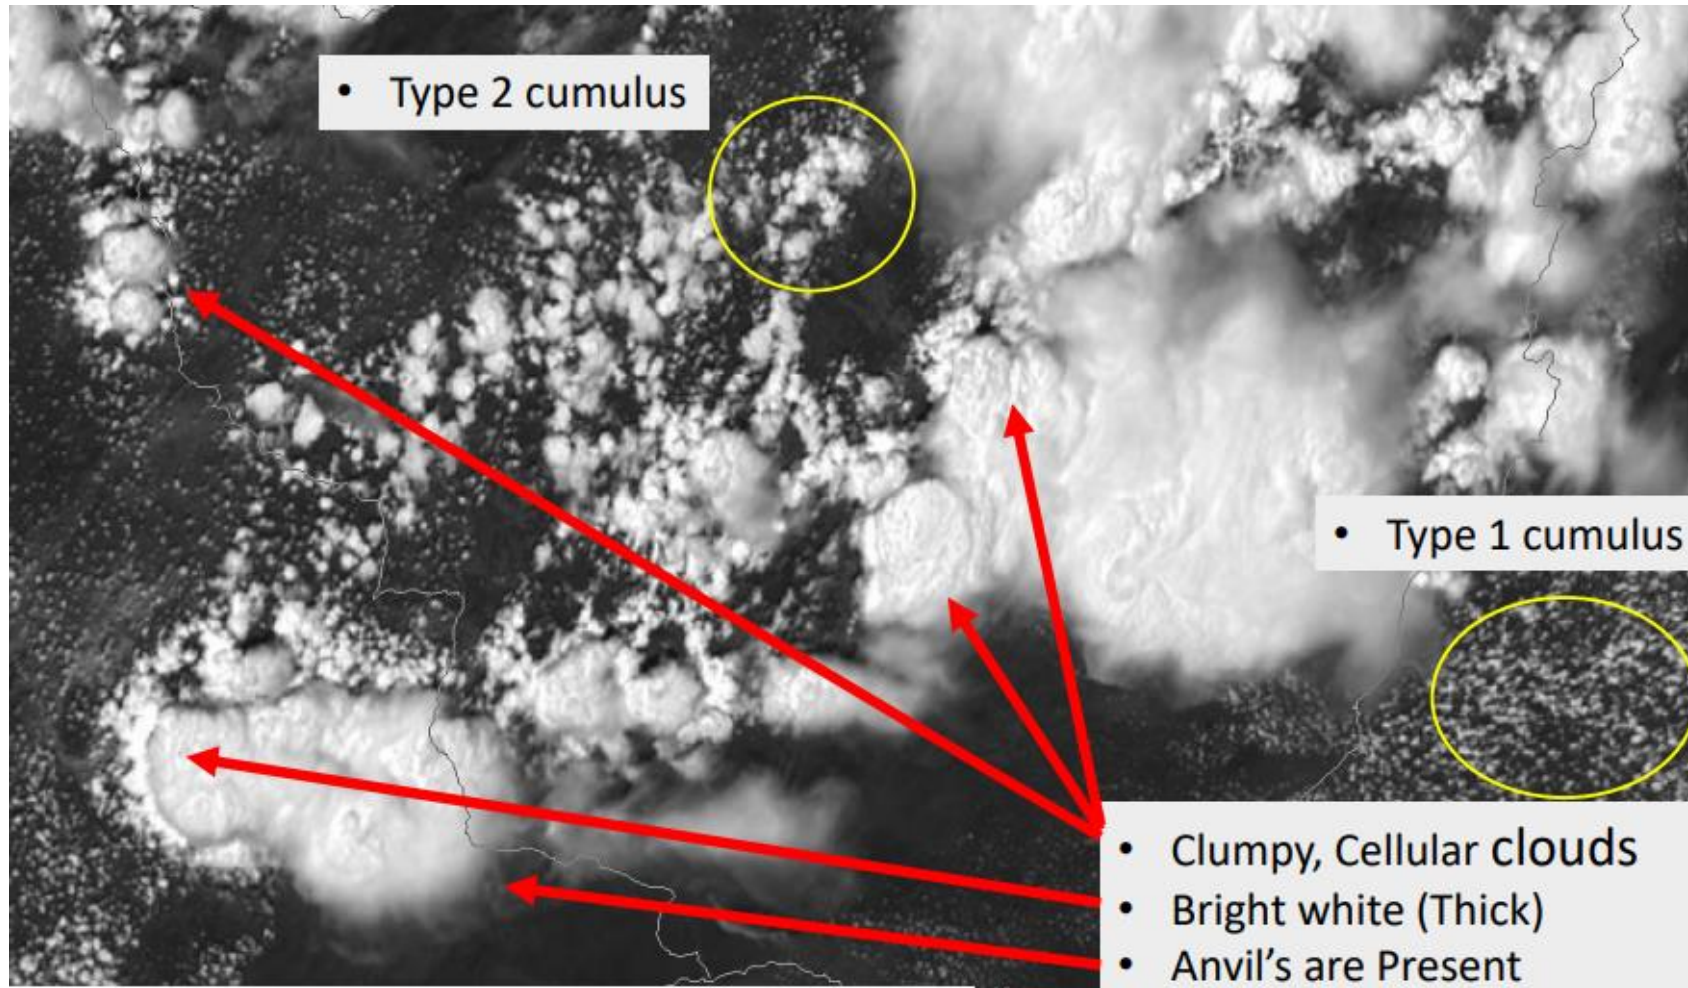 • Type 2 cumulus
• Type 1 cumulus
• Clumpy, Cellular clouds
• Bright white (Thick)
• Anvil's are Present